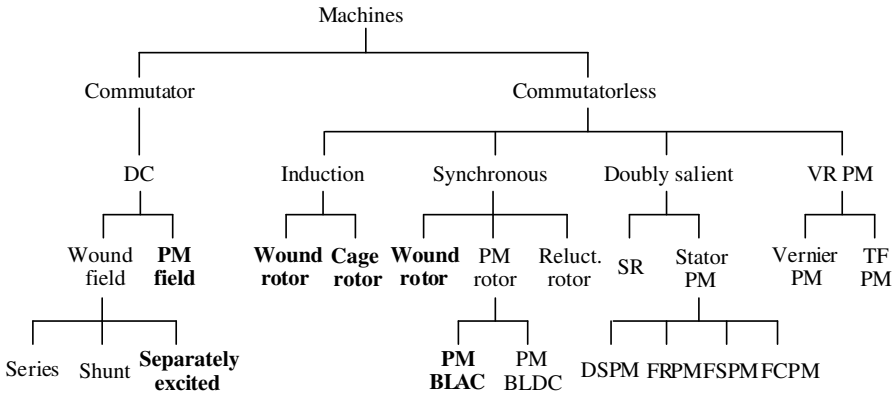 Machines
Commutator
Commutatorless
DC
Induction
Synchronous
Doubly salient
VR PM
Wound
field
PM
field
Wound
rotor
Cage
rotor
Wound
rotor
PM
rotor
Reluct.
rotor
SR
Stator
PM
Vernier
PM
TF
PM
Series
Shunt
Separately
excited
PM
BLAC
PM
BLDC
DSPM
FRPM
FSPM
FCPM